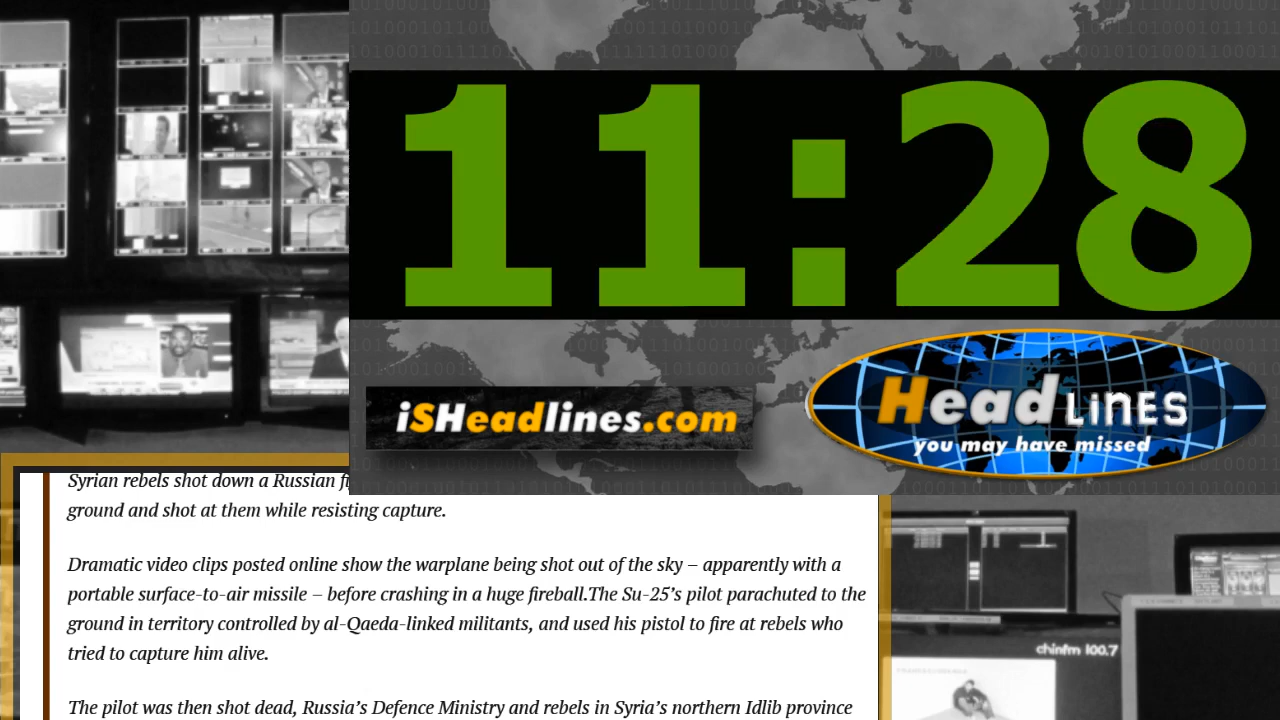 11:28
iSHeadlines.com
Head LiNES
you may have missed
Syrian rebels shot down a Russian
ground and shot at them while resisting capture.
Dramatic video clips posted online show the warplane being shot out of the sky – apparently with a
portable surface-to-air missile – before crashing in a huge fireball.The Su-25’s pilot parachuted to the
ground in territory controlled by al-Qaeda-linked militants, and used his pistol to fire at rebels who
tried to capture him alive.
The pilot was then shot dead, Russia’s Defence Ministry and rebels in Syria’s northern Idlib province
chinfm 100.7